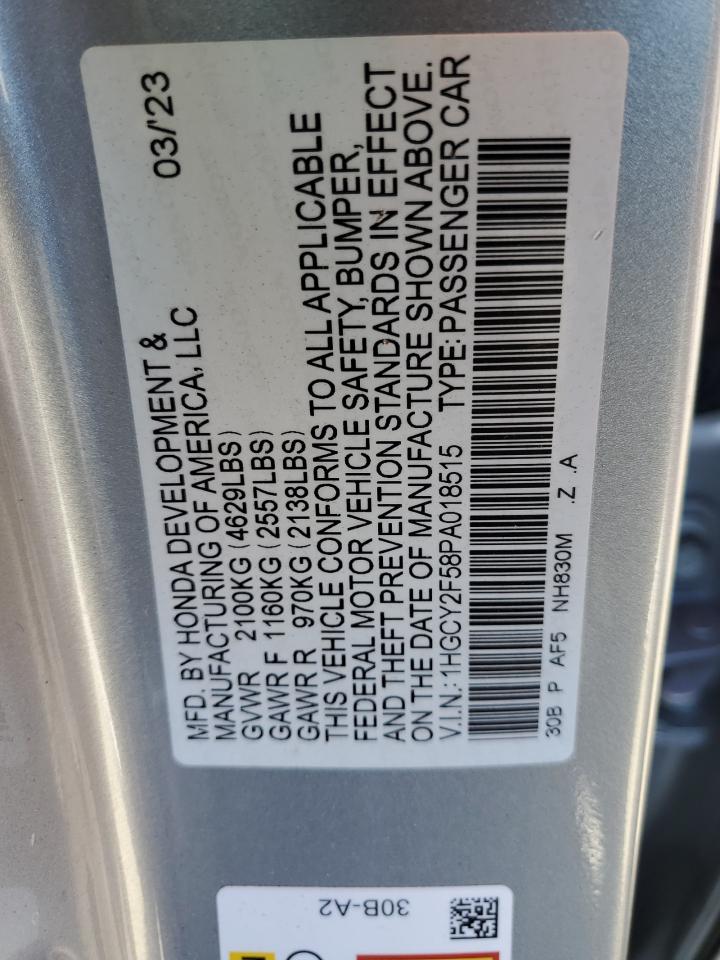 MFD. BY HONDA DEVELOPMENT & 03/'23
MANUFACTURING OF AMERICA, LLC
GVWR 2100KG (4629LBS)
GAWR F 1160KG (2557LBS)
GAWR R 970KG (2138LBS)
THIS VEHICLE CONFORMS TO ALL APPLICABLE
FEDERAL MOTOR VEHICLE SAFETY, BUMPER,
AND THEFT PREVENTION STANDARDS IN EFFECT
ON THE DATE OF MANUFACTURE SHOWN ABOVE.
V.I.N.: 1HGCY2F58PA018515 TYPE: PASSENGER CAR
30B P AF5 NH830M .Z .A
30B-A2